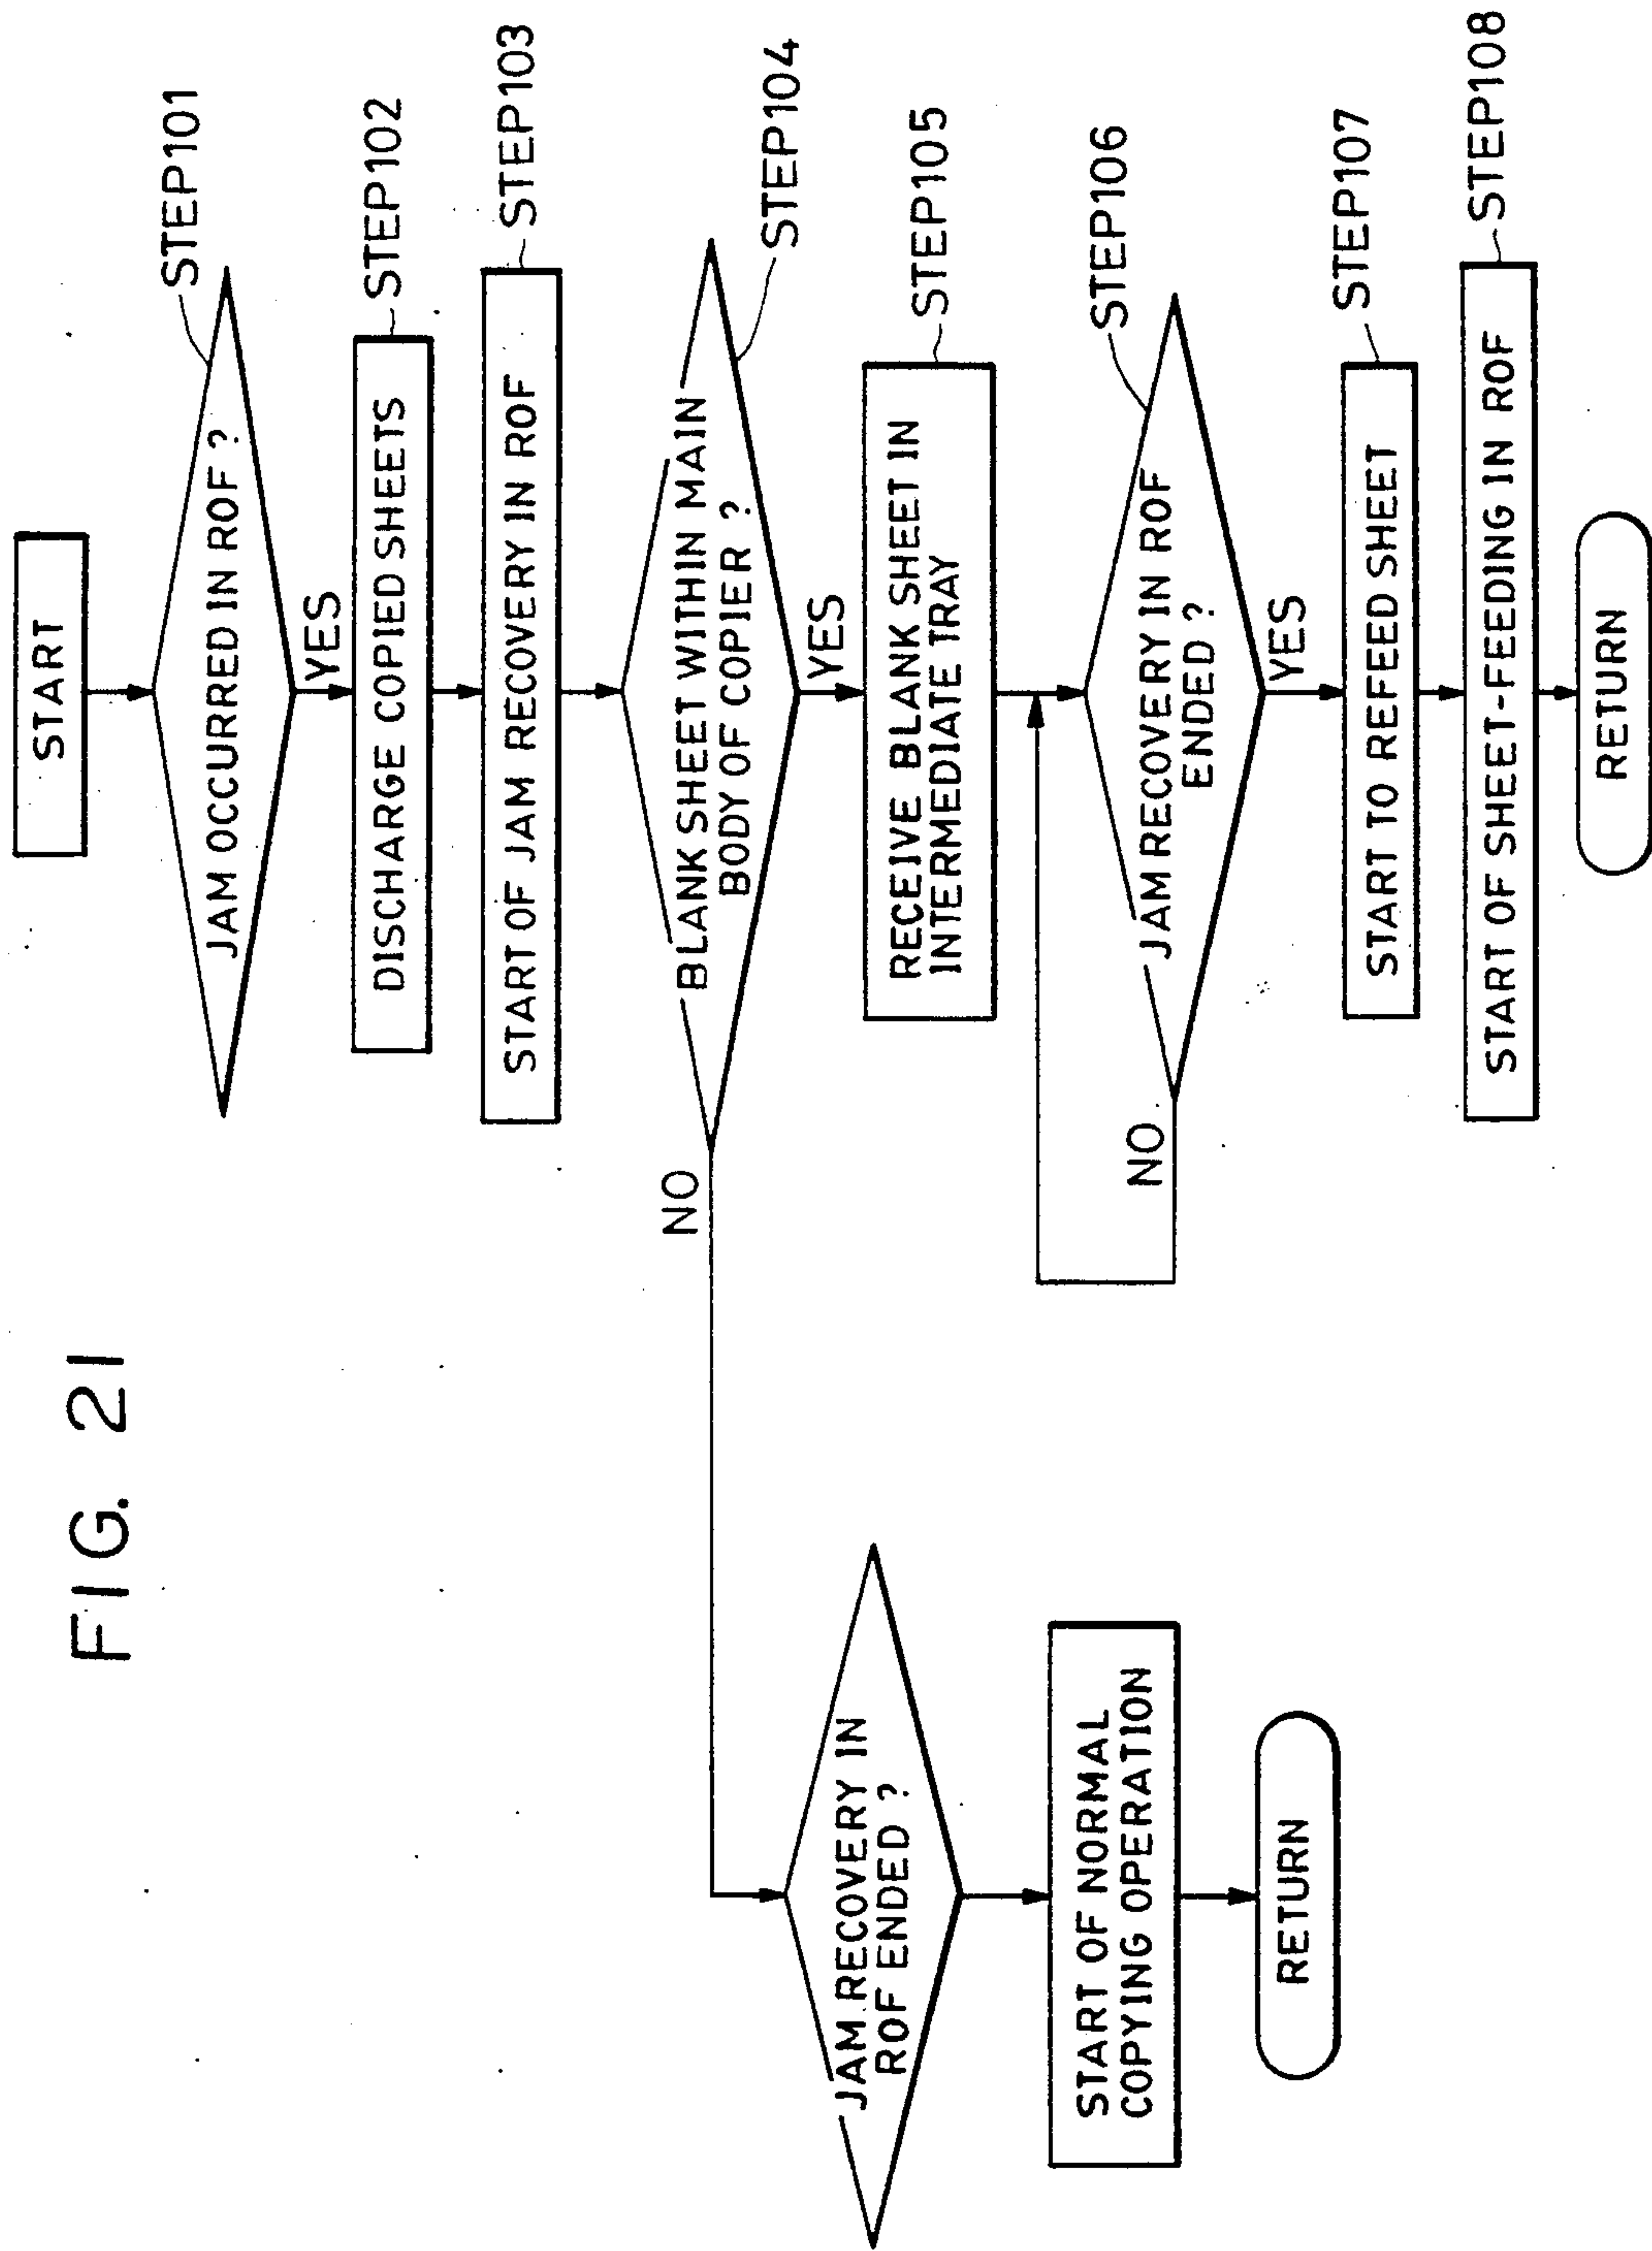 FIG. 21
START
JAM OCCURRED IN ROF ?
STEP101
YES
DISCHARGE COPIED SHEETS
STEP102
START OF JAM RECOVERY IN ROF
STEP103
BLANK SHEET WITHIN MAIN
BODY OF COPIER ?
STEP104
NO
YES
RECEIVE BLANK SHEET IN
INTERMEDIATE TRAY
STEP105
JAM RECOVERY IN ROF
ENDED ?
STEP106
NO
YES
START TO REFEED SHEET
STEP107
START OF SHEET-FEEDING IN ROF
STEP108
RETURN
JAM RECOVERY IN
ROF ENDED ?
START OF NORMAL
COPYING OPERATION
RETURN